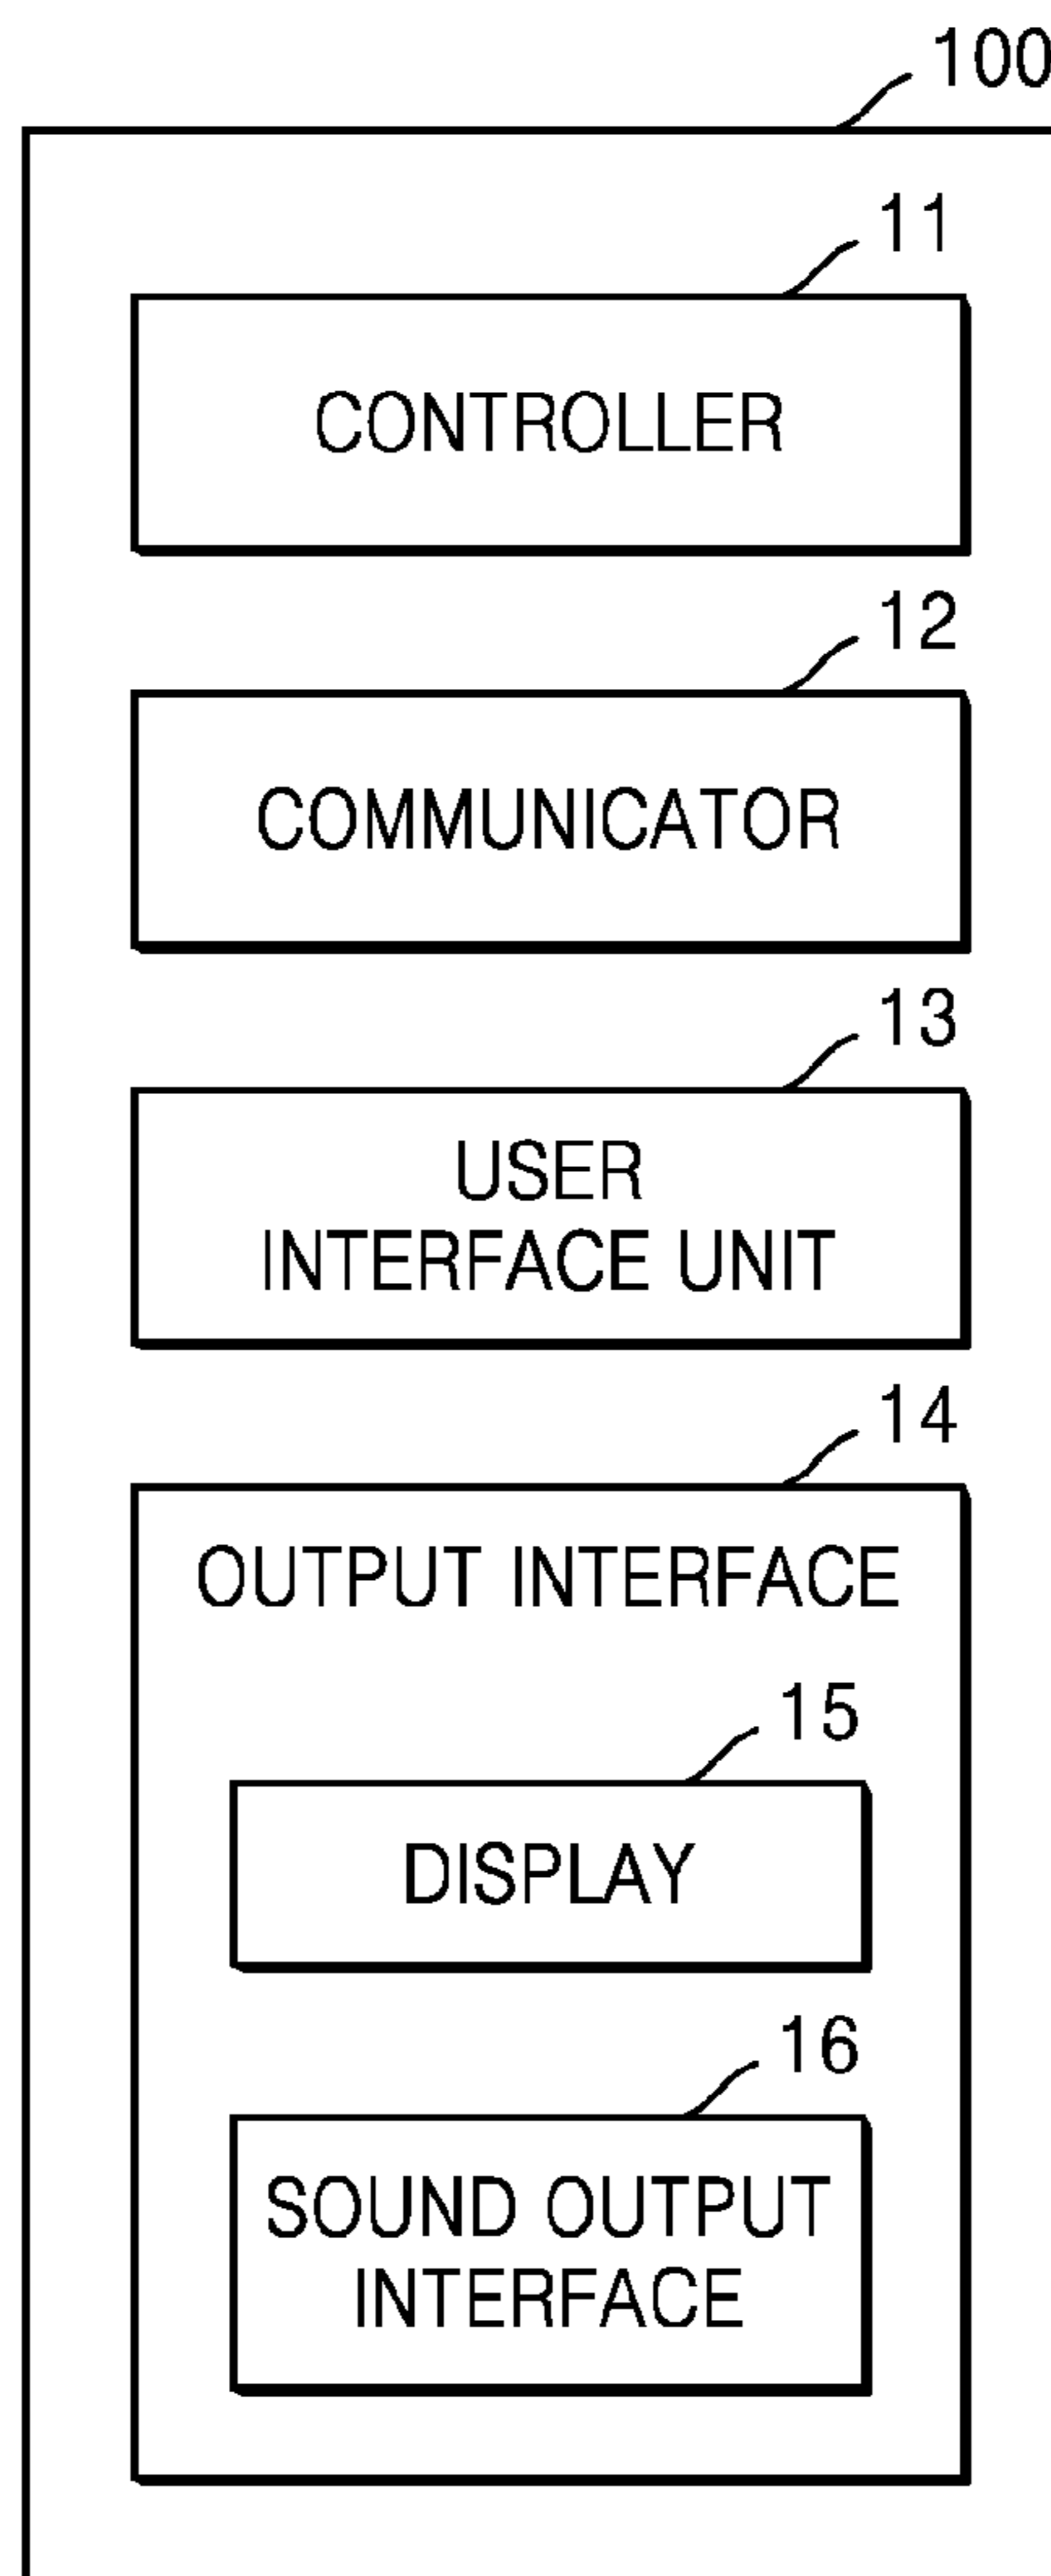 100
11
CONTROLLER
12
COMMUNICATOR
13
USER
INTERFACE UNIT
14
OUTPUT INTERFACE
15
DISPLAY
16
SOUND OUTPUT
INTERFACE